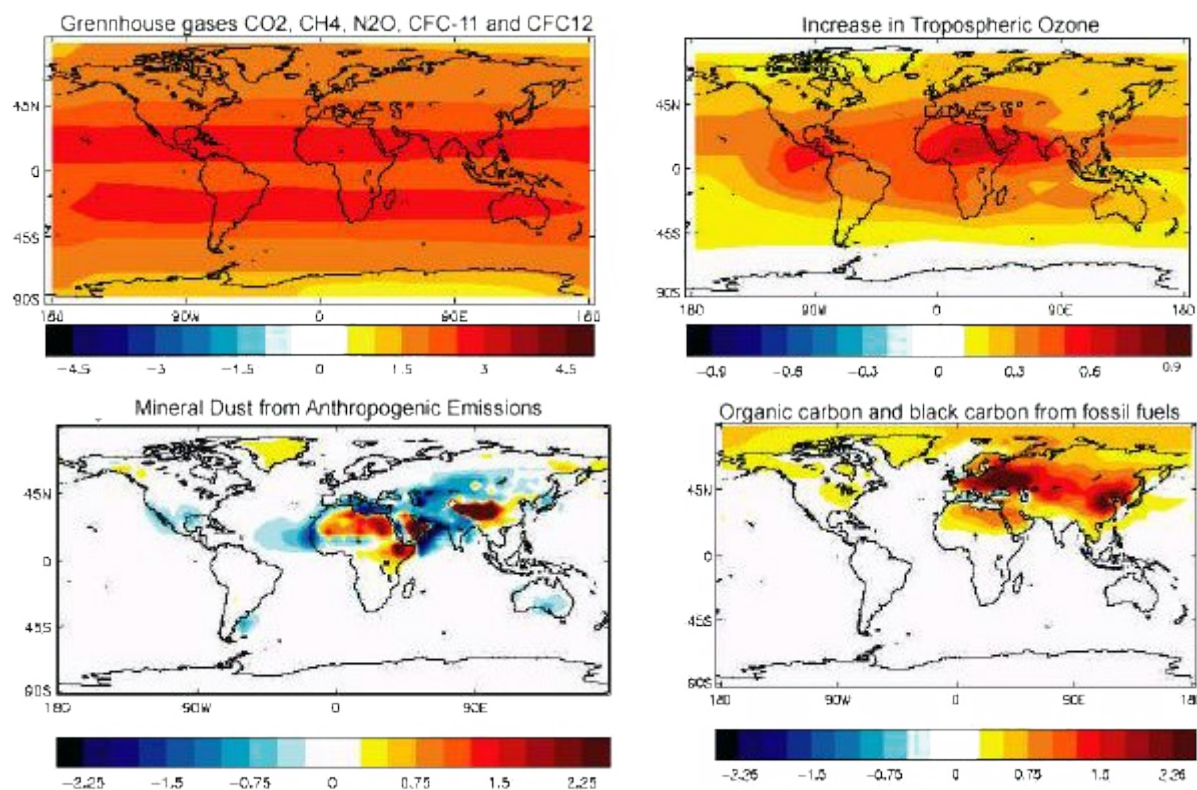 Grennhouse gases CO2, CH4, N2O, CFC-11 and CFC12
45N
0
45S
90S
180 90W 0 90E 180
-4.5 -3 -1.5 0 1.5 3 4.5
Increase in Tropospheric Ozone
45N
0
45S
90S
180 90W 0 90E 180
-0.9 -0.6 -0.3 0 0.3 0.6 0.9
Mineral Dust from Anthropogenic Emissions
45N
0
45S
90S
180 90W 0 90E
-2.25 -1.5 -0.75 0 0.75 1.5 2.25
Organic carbon and black carbon from fossil fuels
45N
0
45S
90S
180 90W 0 90E 180
-2.25 -1.5 -0.75 0 0.75 1.5 2.25